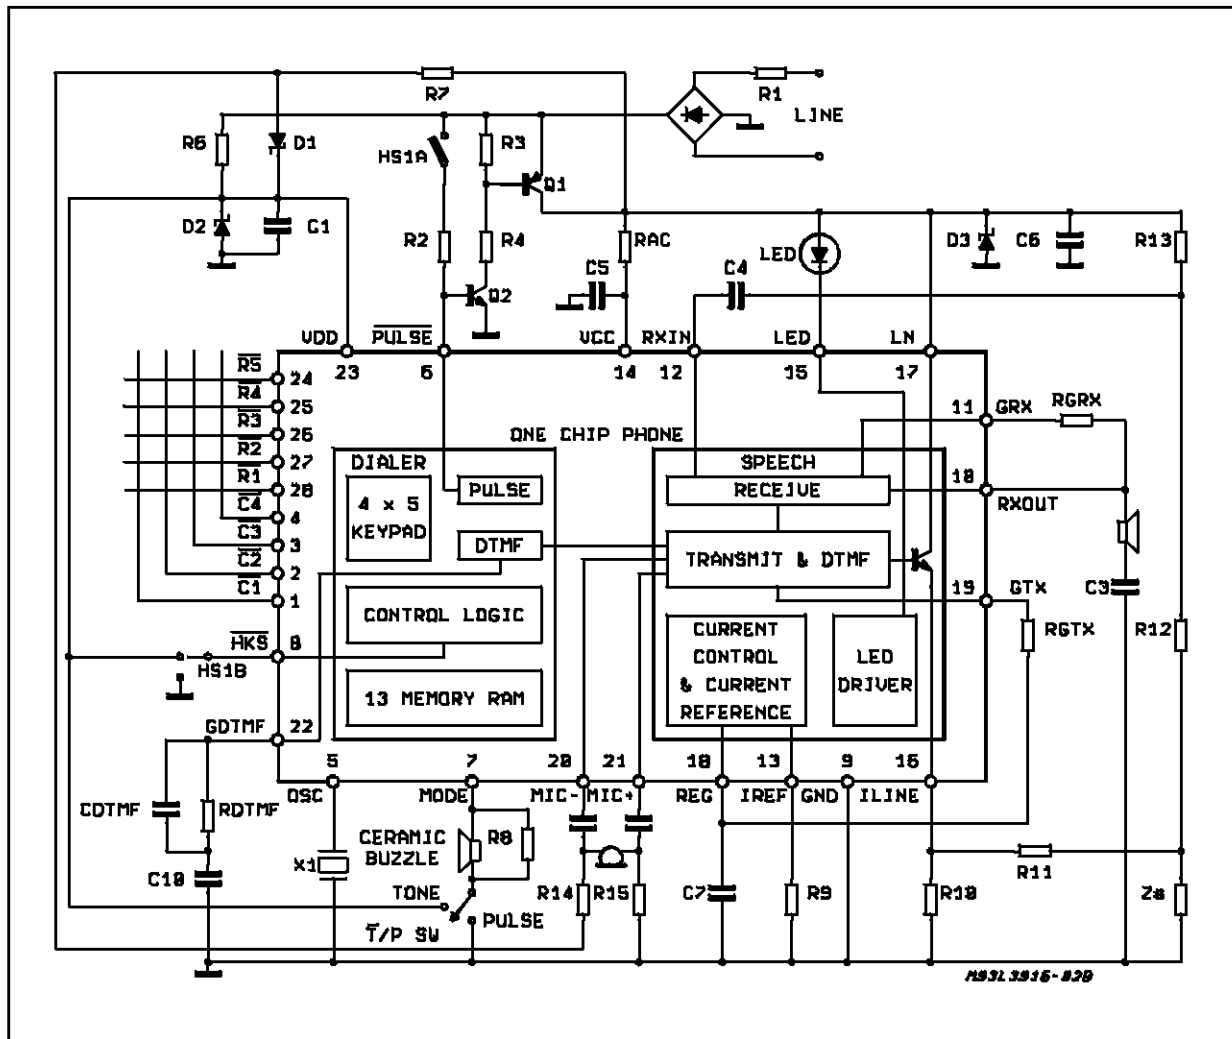 R7
R1
LINE
R6
D1
HS1A
R3
Q1
D2
C1
R2
R4
RAC
LED
D3
C6
R13
C5
C4
Q2
VDD
PULSE
VCC
RXIN
LED
LN
23
6
14
12
15
17
R5
24
R4
25
R3
26
R2
27
R1
28
C4
4
C3
3
C2
2
C1
1
ONE CHIP PHONE
11
GRX
RGRX
DIALER
SPEECH
4 x 5
KEYPAD
PULSE
RECEIVE
10
RXOUT
DTMF
TRANSMIT & DTMF
19
GTX
C3
CONTROL LOGIC
CURRENT
CONTROL
& CURRENT
REFERENCE
LED
DRIVER
RGTX
R12
HKS
8
HS1B
13 MEMORY RAM
GDTMF
22
5
7
20
21
18
13
9
16
OSC
MODE
MIC-
MIC+
REG
IREF
GND
ILINE
CDTMF
RDTMF
CERAMIC
BUZZLE
R8
X1
C10
R11
TONE
R14
R15
C7
R9
R10
PULSE
T/P SW
M93L3916-02D